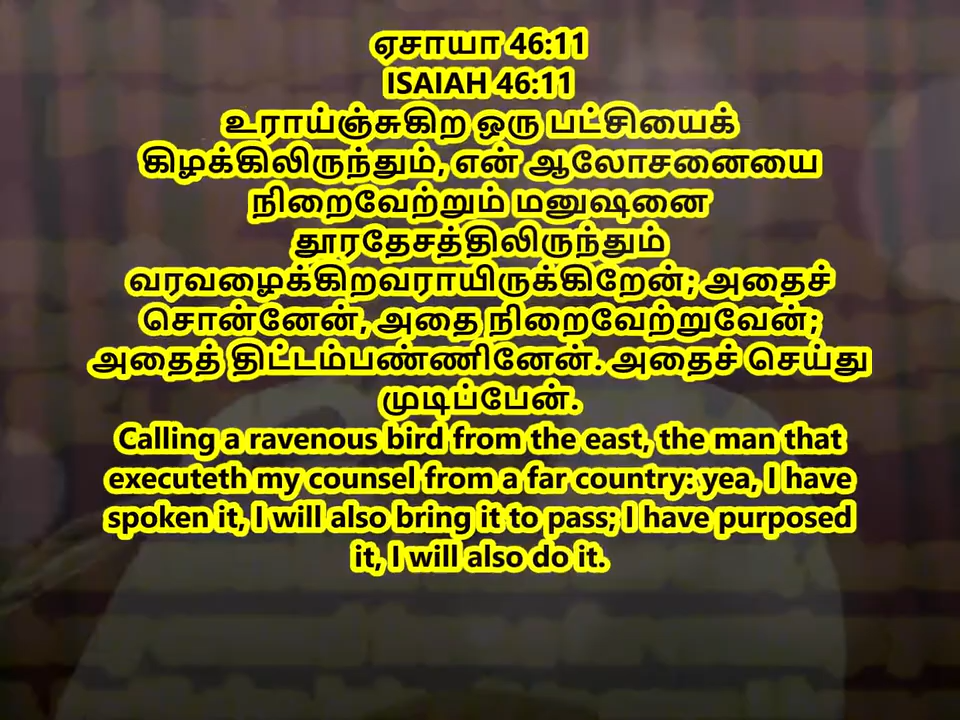 ஏசாயா 46:11
ISAIAH 46:11
உராய்ஞ்சுகிற ஒரு பட்சியைக்
கிழக்கிலிருந்தும், என் ஆலோசனையை
நிறைவேற்றும் மனுஷனை
தூரதேசத்திலிருந்தும்
வரவழைக்கிறவராயிருக்கிறேன்; அதைச்
சொன்னேன், அதை நிறைவேற்றுவேன்;
அதைத் திட்டம்பண்ணினேன். அதைச் செய்து
முடிப்பேன்.
Calling a ravenous bird from the east, the man that
executeth my counsel from a far country: yea, I have
spoken it, I will also bring it to pass; I have purposed
it, I will also do it.